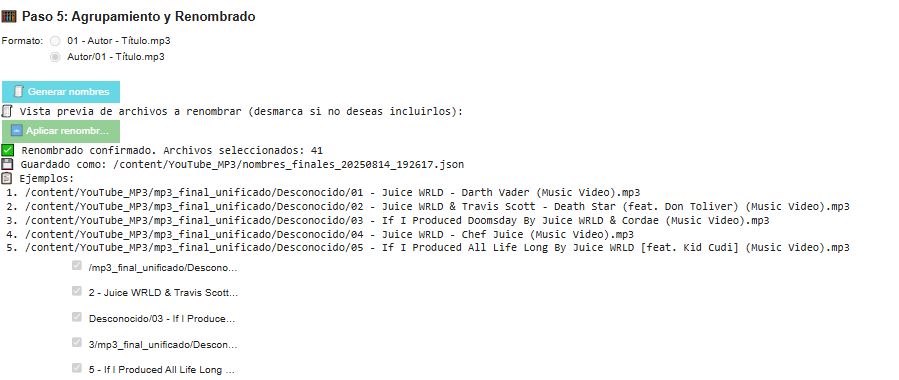 Paso 5: Agrupamiento y Renombrado
Formato: 01 - Autor - Título.mp3
Autor/01 - Título.mp3
Generar nombres
Vista previa de archivos a renombrar (desmarca si no deseas incluirlos):
Aplicar renombr...
Renombrado confirmado. Archivos seleccionados: 41
Guardado como: /content/YouTube_MP3/nombres_finales_20250814_192617.json
Ejemplos:
1. /content/YouTube_MP3/mp3_final_unificado/Desconocido/01 - Juice WRLD - Darth Vader (Music Video).mp3
2. /content/YouTube_MP3/mp3_final_unificado/Desconocido/02 - Juice WRLD & Travis Scott - Death Star (feat. Don Toliver) (Music Video).mp3
3. /content/YouTube_MP3/mp3_final_unificado/Desconocido/03 - If I Produced Doomsday By Juice WRLD & Cordae (Music Video).mp3
4. /content/YouTube_MP3/mp3_final_unificado/Desconocido/04 - Juice WRLD - Chef Juice (Music Video).mp3
5. /content/YouTube_MP3/mp3_final_unificado/Desconocido/05 - If I Produced All Life Long By Juice WRLD [feat. Kid Cudi] (Music Video).mp3
/mp3_final_unificado/Descono...
2 - Juice WRLD & Travis Scott...
Desconocido/03 - If I Produce...
3/mp3_final_unificado/Descon...
5 - If I Produced All Life Long ...